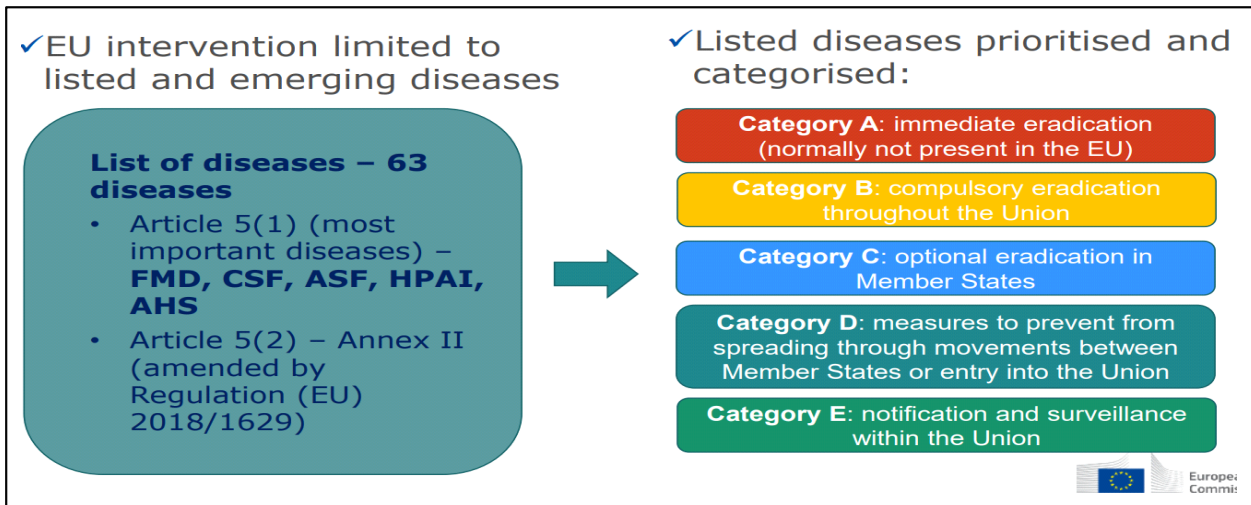 ✓EU intervention limited to
listed and emerging diseases
List of diseases – 63
diseases
• Article 5(1) (most
important diseases) –
FMD, CSF, ASF, HPAI,
AHS
• Article 5(2) – Annex II
(amended by
Regulation (EU)
2018/1629)
✓Listed diseases prioritised and
categorised:
Category A: immediate eradication
(normally not present in the EU)
Category B: compulsory eradication
throughout the Union
Category C: optional eradication in
Member States
Category D: measures to prevent from
spreading through movements between
Member States or entry into the Union
Category E: notification and surveillance
within the Union
Europea
Commis